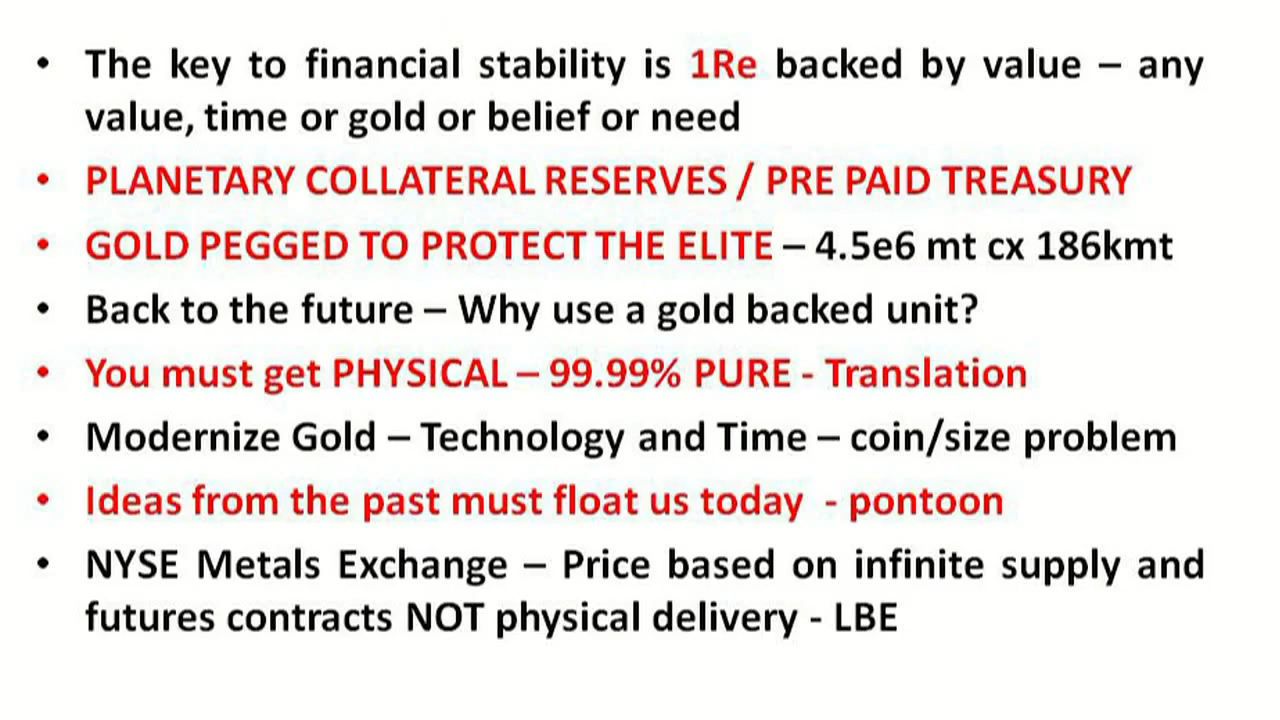 • The key to financial stability is 1Re backed by value – any
value, time or gold or belief or need
• PLANETARY COLLATERAL RESERVES / PRE PAID TREASURY
• GOLD PEGGED TO PROTECT THE ELITE – 4.5e6 mt cx 186kmt
• Back to the future – Why use a gold backed unit?
• You must get PHYSICAL – 99.99% PURE - Translation
• Modernize Gold – Technology and Time – coin/size problem
• Ideas from the past must float us today - pontoon
• NYSE Metals Exchange – Price based on infinite supply and
futures contracts NOT physical delivery - LBE